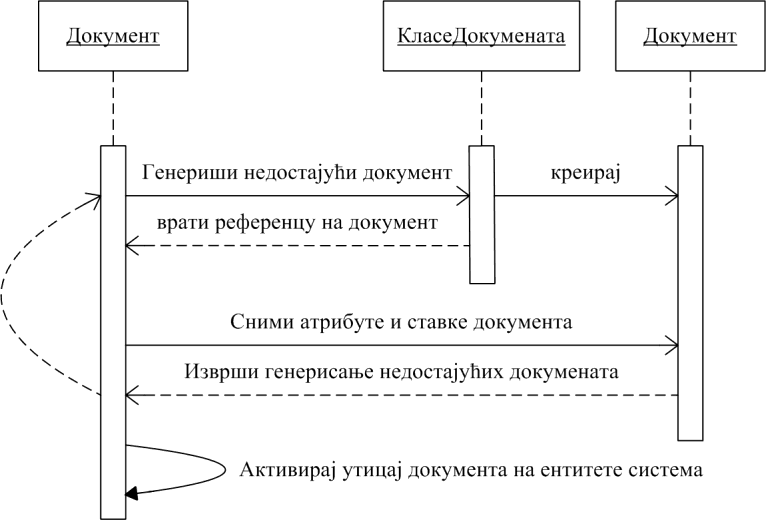 Документ
КласеДокумената
Документ
Генериши недостајући документ
креирај
врати референцу на документ
Сними атрибуте и ставке документа
Изврши генерисање недостајућих докумената
Активирај утицај документа на ентитете система